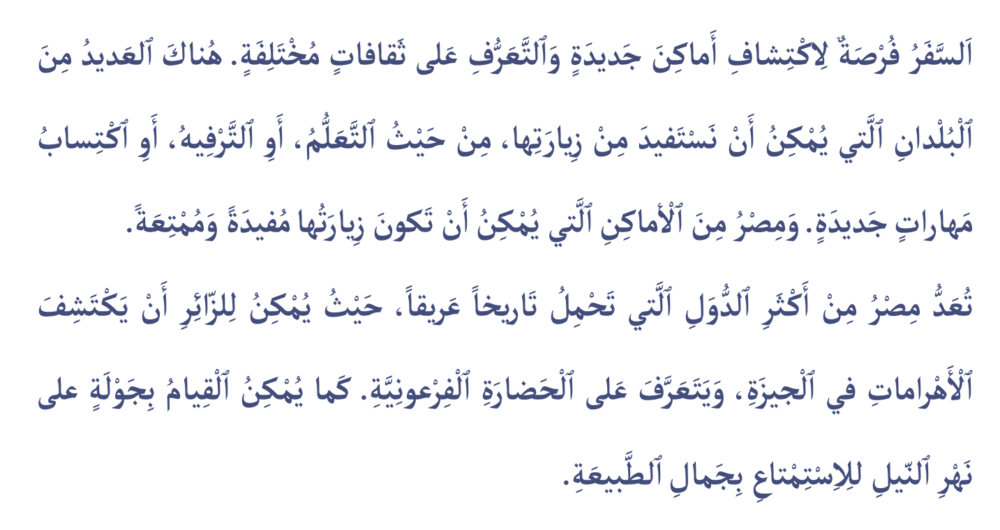 اَلسَّفَرُ فُرْصَةٌ لِاكْتِشافِ أَماكِنَ جَديدَةٍ وَٱلتَّعَرُّفِ عَلى ثَقافاتٍ مُخْتَلِفَةٍ. هُناكَ ٱلعَديدُ مِنَ
ٱلْبُلْدانِ ٱلَّتي يُمْكِنُ أَنْ نَسْتَفيدَ مِنْ زِيارَتِها، مِنْ حَيْثُ ٱلتَّعَلُّمُ، أَوِ ٱلتَّرْفِيهُ، أَوِ ٱكْتِسابُ
مَهاراتٍ جَديدَةٍ. وَمِصْرُ مِنَ ٱلْأَماكِنِ ٱلَّتي يُمْكِنُ أَنْ تَكونَ زِيارَتُها مُفيدَةً وَمُمْتِعَةً.
تُعَدُّ مِصْرُ مِنْ أَكْثَرِ ٱلدُّوَلِ ٱلَّتي تَحْمِلُ تَاريخاً عَريقاً، حَيْثُ يُمْكِنُ لِلزّائِرِ أَنْ يَكْتَشِفَ
ٱلْأَهْراماتِ في ٱلْجيزَةِ، وَيَتَعَرَّفَ عَلى ٱلْحَضارَةِ ٱلْفِرْعونِيَّةِ. كَما يُمْكِنُ ٱلْقِيامُ بِجَوْلَةٍ على
نَهْرِ ٱلنّيلِ للِاِسْتِمْتاعِ بِجَمالِ ٱلطَّبيعَةِ.